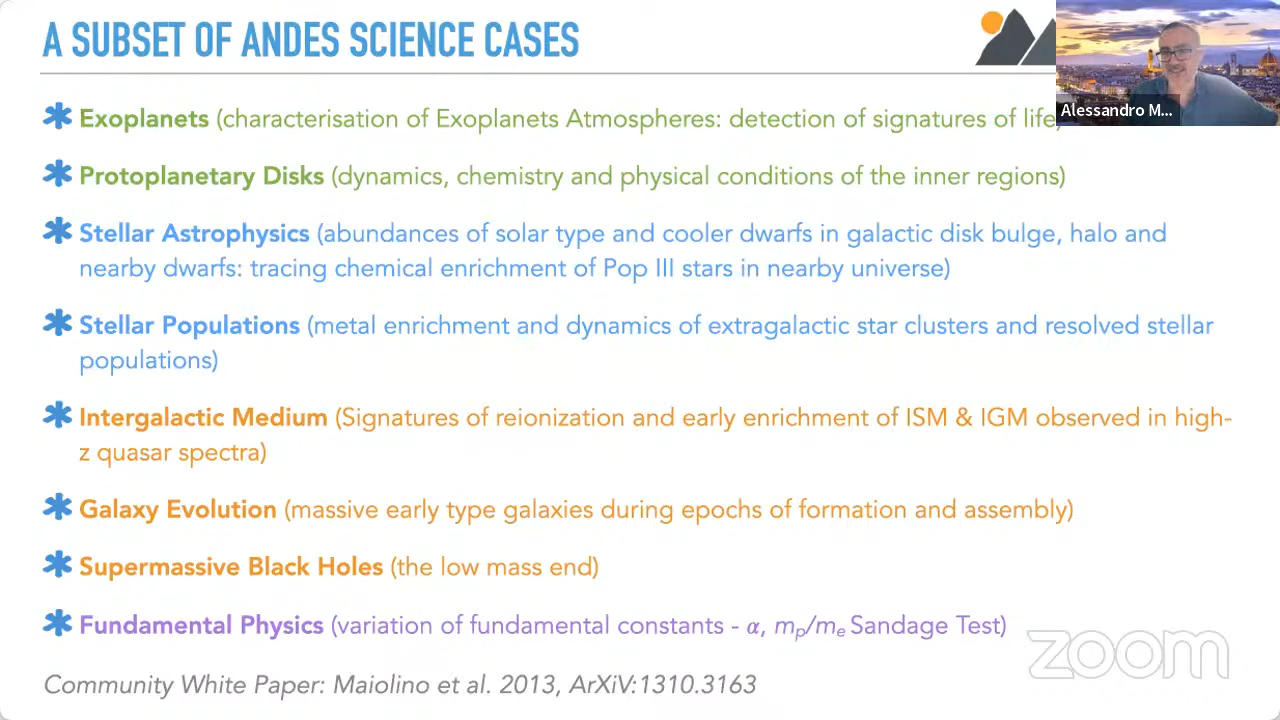 A SUBSET OF ANDES SCIENCE CASES
Alessandro M...
✱ Exoplanets (characterisation of Exoplanets Atmospheres: detection of signatures of life)
✱ Protoplanetary Disks (dynamics, chemistry and physical conditions of the inner regions)
✱ Stellar Astrophysics (abundances of solar type and cooler dwarfs in galactic disk bulge, halo and
nearby dwarfs: tracing chemical enrichment of Pop III stars in nearby universe)
✱ Stellar Populations (metal enrichment and dynamics of extragalactic star clusters and resolved stellar
populations)
✱ Intergalactic Medium (Signatures of reionization and early enrichment of ISM & IGM observed in high-
z quasar spectra)
✱ Galaxy Evolution (massive early type galaxies during epochs of formation and assembly)
✱ Supermassive Black Holes (the low mass end)
✱ Fundamental Physics (variation of fundamental constants - α, mp/me Sandage Test)
zoom
Community White Paper: Maiolino et al. 2013, ArXiv:1310.3163